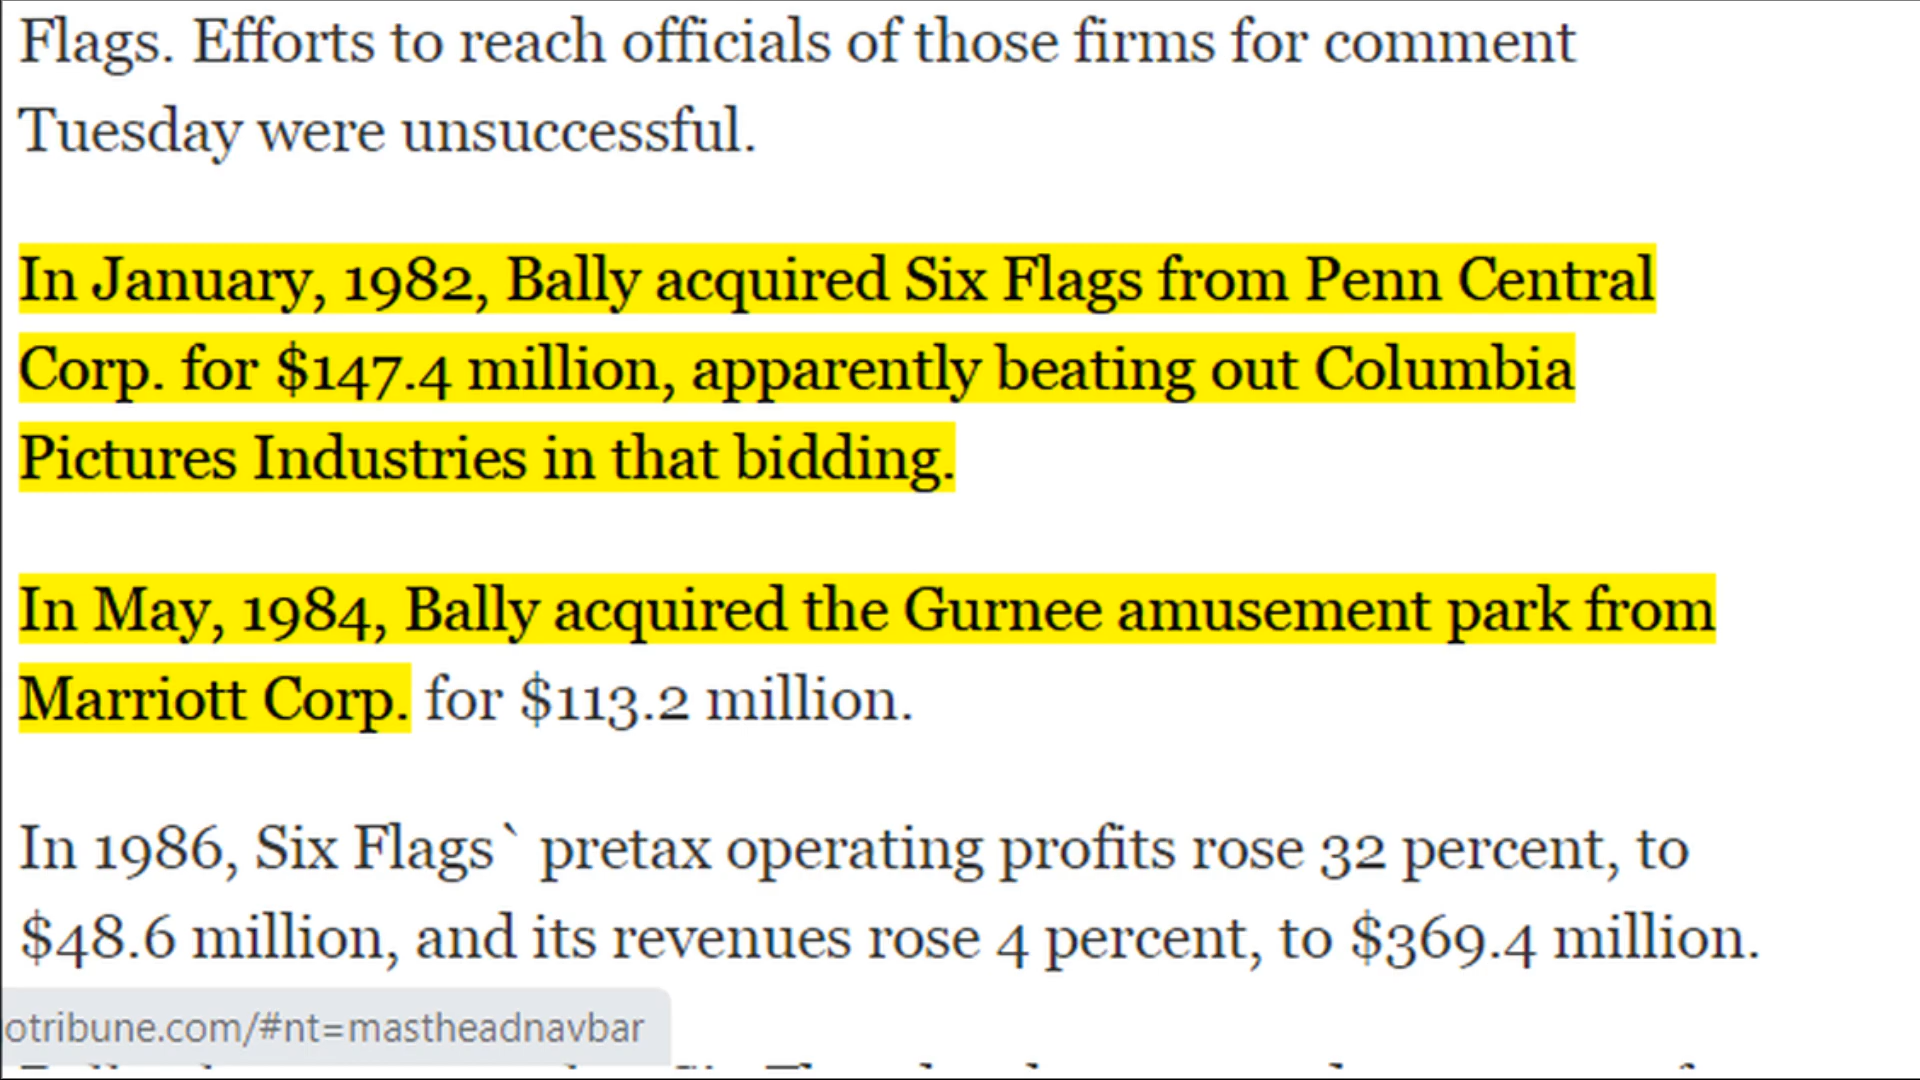 Flags. Efforts to reach officials of those firms for comment
Tuesday were unsuccessful.
In January, 1982, Bally acquired Six Flags from Penn Central
Corp. for $147.4 million, apparently beating out Columbia
Pictures Industries in that bidding.
In May, 1984, Bally acquired the Gurnee amusement park from
Marriott Corp. for $113.2 million.
In 1986, Six Flags` pretax operating profits rose 32 percent, to
$48.6 million, and its revenues rose 4 percent, to $369.4 million.
otribune.com/#nt=mastheadnavbar